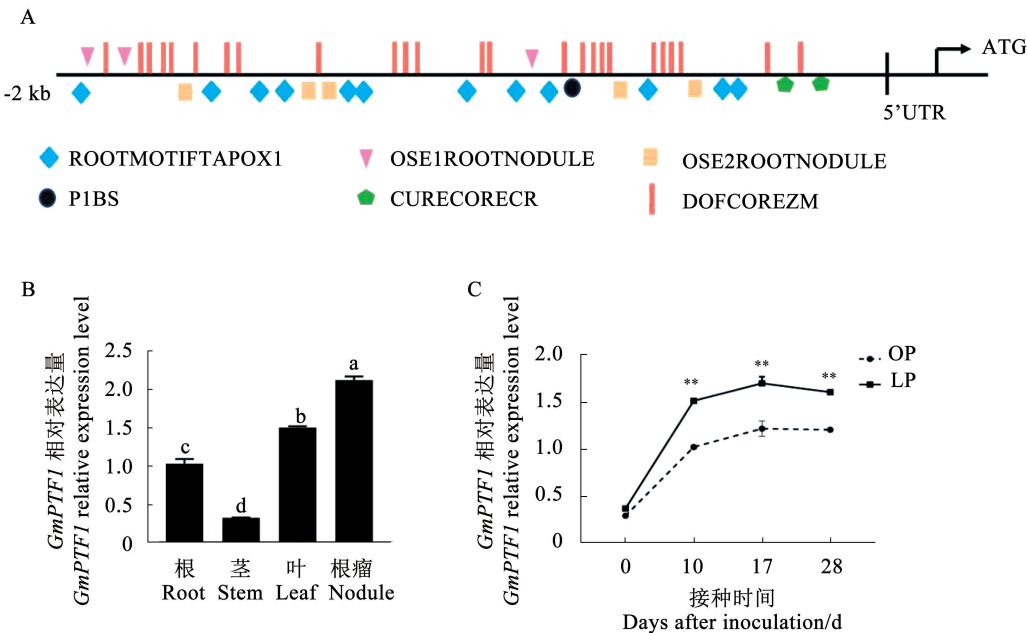 A
ATG
-2 kb
5’UTR
ROOTMOTIFTAPOX1
OSE1ROOTNODULE
OSE2ROOTNODULE
P1BS
CURECORECR
DOFCOREZM
B
GmPTF1 相对表达量
GmPTF1 relative expression level
2.5
2.0
1.5
1.0
0.5
0
c
d
b
a
根 茎 叶 根瘤
Root Stem Leaf Nodule
C
GmPTF1 相对表达量
GmPTF1 relative expression level
2.0
1.5
1.0
0.5
0
**
**
**
OP
LP
0 10 17 28
接种时间
Days after inoculation/d